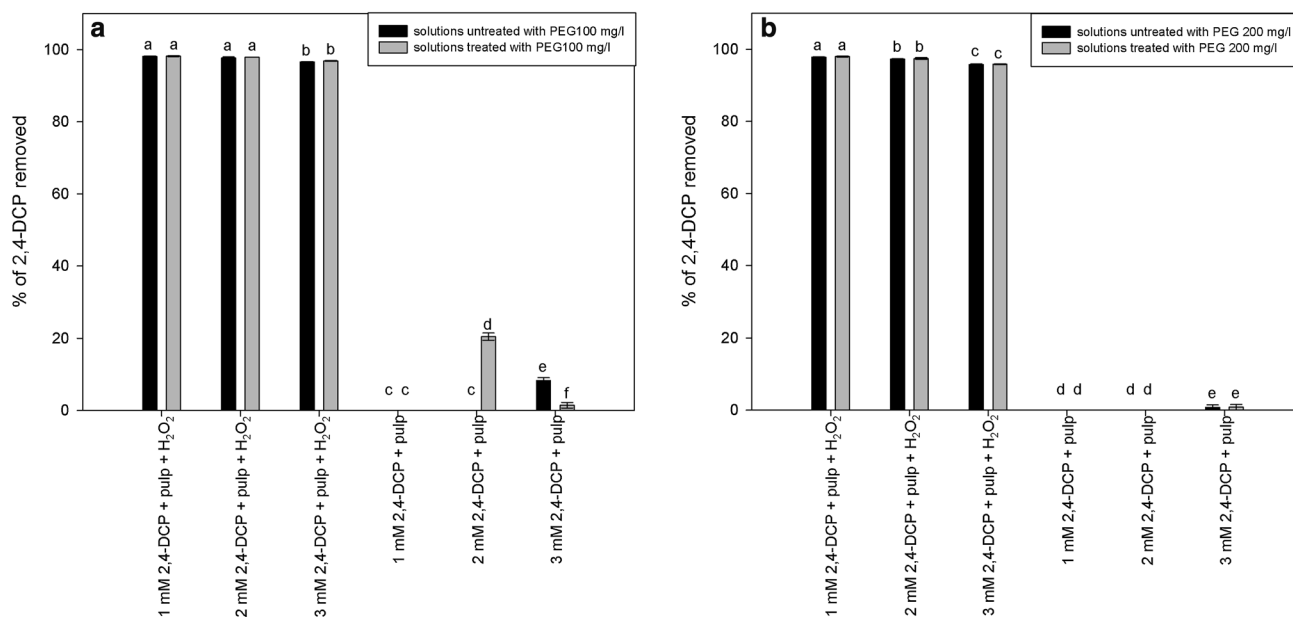 a
solutions untreated with PEG100 mg/l
solutions treated with PEG100 mg/l
% of 2,4-DCP removed
100
80
60
40
20
0
a a
a a
b b
c c
c
d
e
f
1 mM 2,4-DCP + pulp + H₂O₂
2 mM 2,4-DCP + pulp + H₂O₂
3 mM 2,4-DCP + pulp + H₂O₂
1 mM 2,4-DCP + pulp
2 mM 2,4-DCP + pulp
3 mM 2,4-DCP + pulp
b
solutions untreated with PEG 200 mg/l
solutions treated with PEG 200 mg/l
% of 2,4-DCP removed
100
80
60
40
20
0
a a
b b
c c
d d
d d
e e
1 mM 2,4-DCP + pulp + H₂O₂
2 mM 2,4-DCP + pulp + H₂O₂
3 mM 2,4-DCP + pulp + H₂O₂
1 mM 2,4-DCP + pulp
2 mM 2,4-DCP + pulp
3 mM 2,4-DCP + pulp